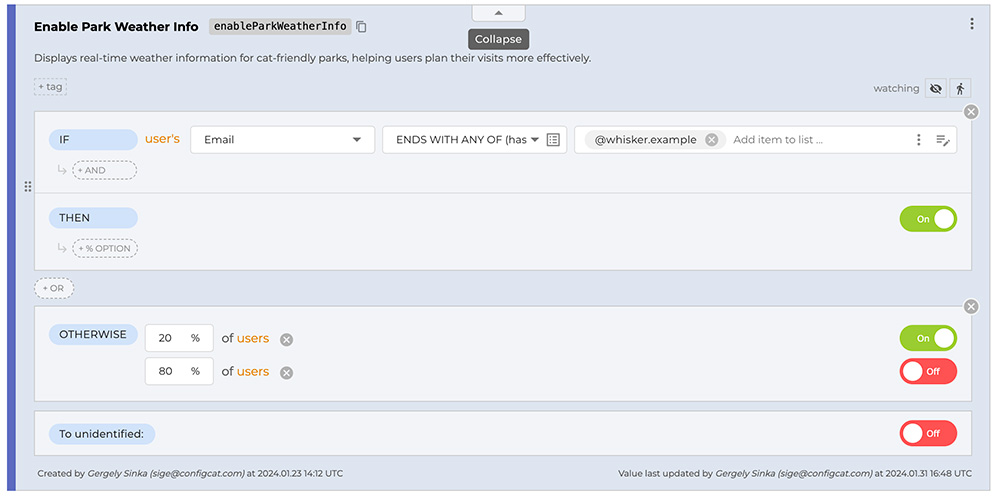 Enable Park Weather Info enableParkWeatherInfo
Collapse
Displays real-time weather information for cat-friendly parks, helping users plan their visits more effectively.
+ tag watching
IF user's Email ENDS WITH ANY OF (has @whisker.example Add item to list ...
+ AND
THEN On
+ % OPTION
+ OR
OTHERWISE 20 % of users On
80 % of users Off
To unidentified: Off
Created by Gergely Sinka (sige@configcat.com) at 2024.01.23 14:12 UTC Value last updated by Gergely Sinka (sige@configcat.com) at 2024.01.31 16:48 UTC